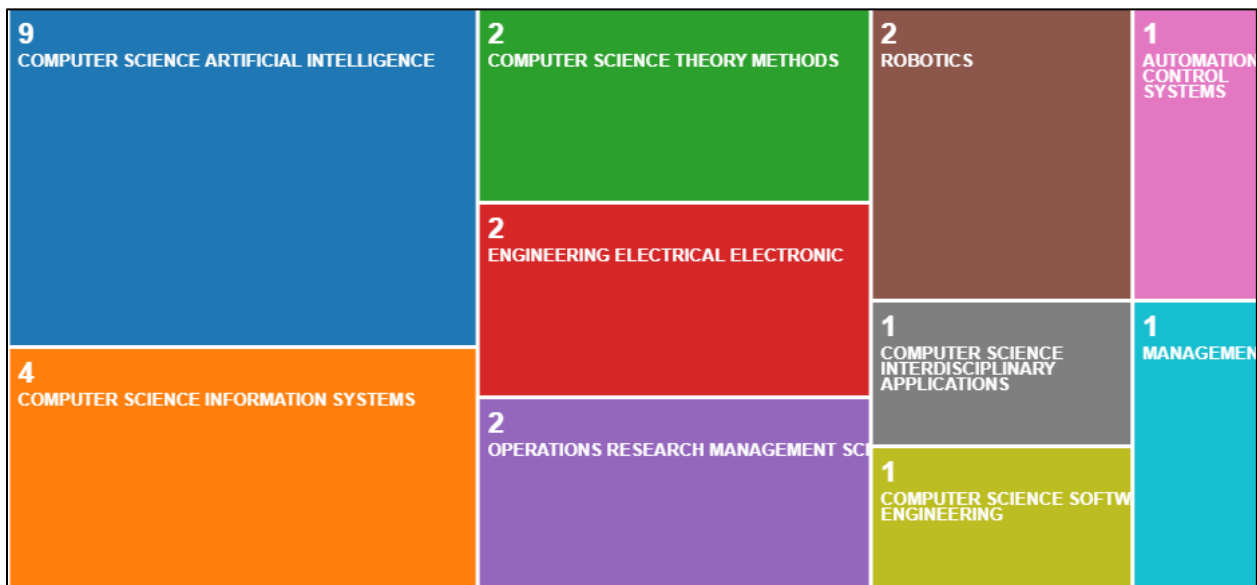 9
COMPUTER SCIENCE ARTIFICIAL INTELLIGENCE
4
COMPUTER SCIENCE INFORMATION SYSTEMS
2
COMPUTER SCIENCE THEORY METHODS
2
ENGINEERING ELECTRICAL ELECTRONIC
2
OPERATIONS RESEARCH MANAGEMENT SCI
2
ROBOTICS
1
COMPUTER SCIENCE
INTERDISCIPLINARY
APPLICATIONS
1
COMPUTER SCIENCE SOFTW
ENGINEERING
1
AUTOMATION
CONTROL
SYSTEMS
1
MANAGEMEN